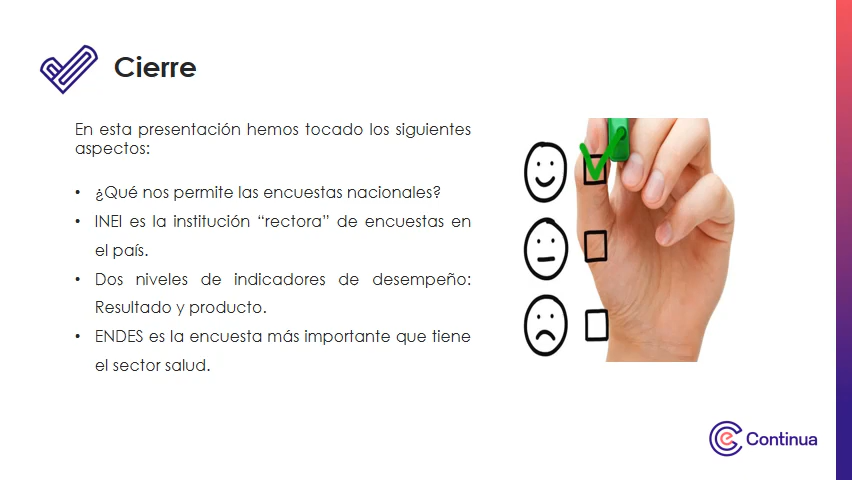 Cierre
En esta presentación hemos tocado los siguientes
aspectos:
• ¿Qué nos permite las encuestas nacionales?
• INEI es la institución “rectora” de encuestas en
el país.
• Dos niveles de indicadores de desempeño:
Resultado y producto.
• ENDES es la encuesta más importante que tiene
el sector salud.
Continua